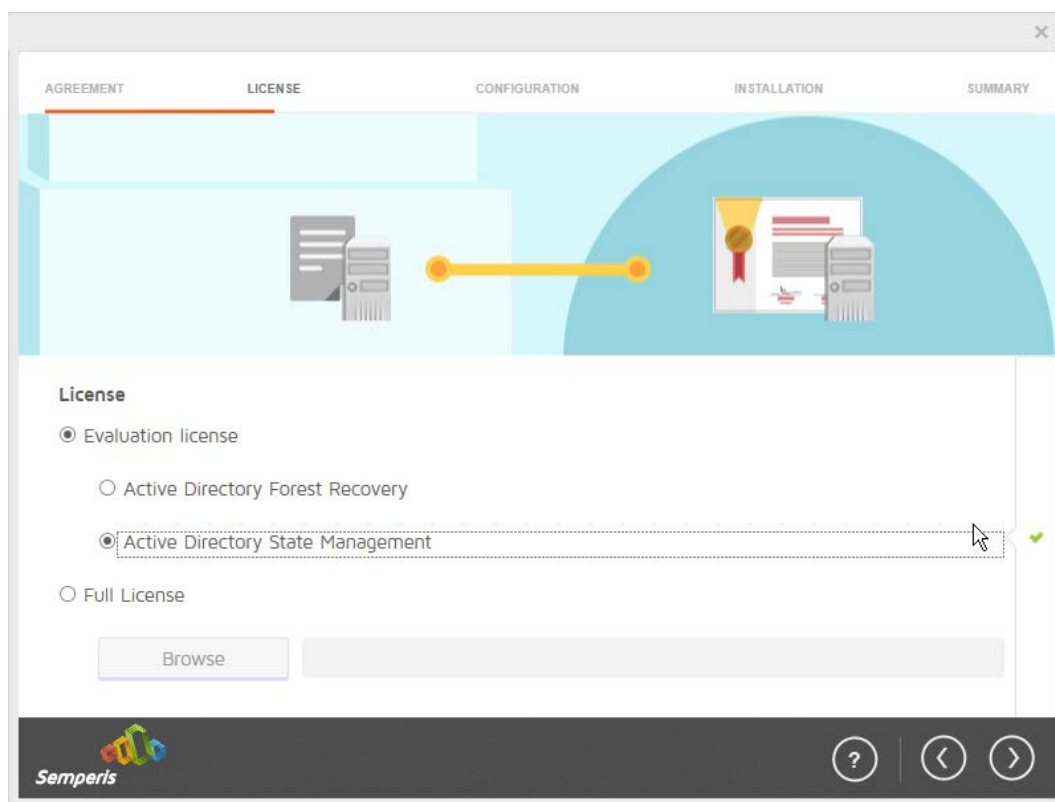 AGREEMENT LICENSE CONFIGURATION INSTALLATION SUMMARY
License
Evaluation license
Active Directory Forest Recovery
Active Directory State Management
Full License
Browse
Semperis
?